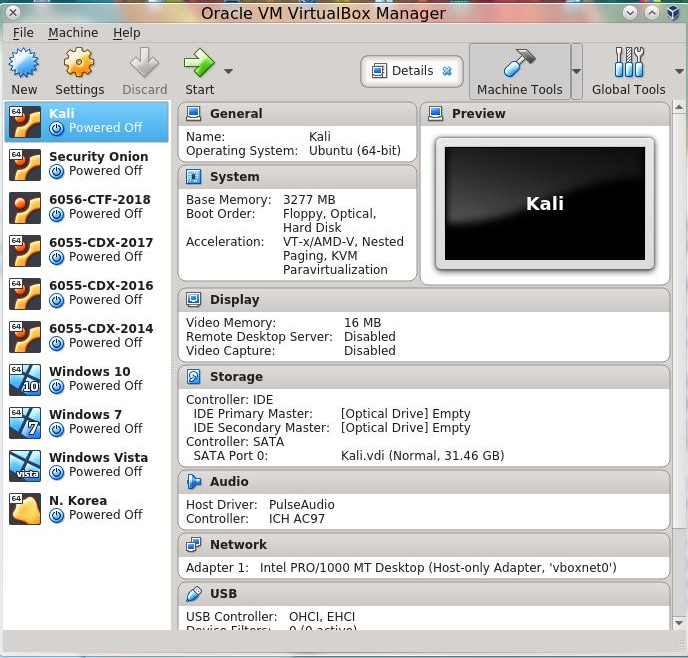 Oracle VM VirtualBox Manager
File Machine Help
New Settings Discard Start Details Machine Tools Global Tools
64 Kali
Powered Off
64 Security Onion
Powered Off
6056-CTF-2018
Powered Off
64 6055-CDX-2017
Powered Off
64 6055-CDX-2016
Powered Off
64 6055-CDX-2014
Powered Off
64 10 Windows 10
Powered Off
64 7 Windows 7
Powered Off
vista Windows Vista
Powered Off
64 N. Korea
Powered Off
General
Name: Kali
Operating System: Ubuntu (64-bit)
Preview
Kali
System
Base Memory: 3277 MB
Boot Order: Floppy, Optical,
Hard Disk
Acceleration: VT-x/AMD-V, Nested
Paging, KVM
Paravirtualization
Display
Video Memory: 16 MB
Remote Desktop Server: Disabled
Video Capture: Disabled
Storage
Controller: IDE
IDE Primary Master: [Optical Drive] Empty
IDE Secondary Master: [Optical Drive] Empty
Controller: SATA
SATA Port 0: Kali.vdi (Normal, 31.46 GB)
Audio
Host Driver: PulseAudio
Controller: ICH AC97
Network
Adapter 1: Intel PRO/1000 MT Desktop (Host-only Adapter, 'vboxnet0')
USB
USB Controller: OHCI, EHCI
Device Filters: 0 (0 active)